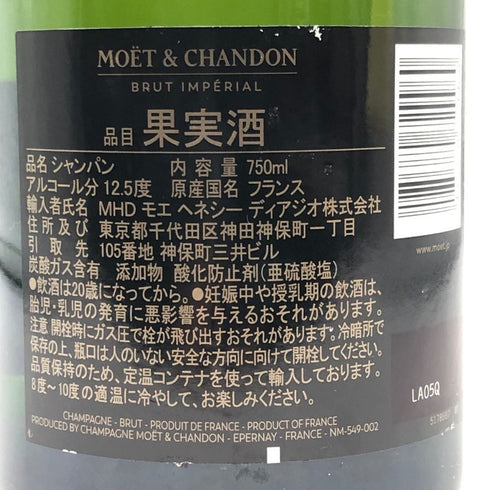 MOËT & CHANDON
BRUT IMPÉRIAL
品目 果実酒
品名 シャンパン 内容量 750ml
アルコール分 12.5度 原産国名 フランス
輸入者氏名 MHD モエ ヘネシー ディアジオ株式会社
住所及び 東京都千代田区神田神保町一丁目
引取先 105番地 神保町三井ビル
炭酸ガス含有 添加物 酸化防止剤(亜硫酸塩)
●飲酒は20歳になってから。●妊娠中や授乳期の飲酒は、
胎児・乳児の発育に悪影響を与えるおそれがあります。
注意 開栓時にガス圧で栓が飛び出すおそれがあります。冷暗所で
保存の上、瓶口は人のいない安全な方向に向けて開栓してください。
品質保持のため、定温コンテナを使って輸入しております。
8度〜10度の適温に冷やして、お楽しみください。
CHAMPAGNE - BRUT - PRODUIT DE FRANCE - PRODUCT OF FRANCE
PRODUCED BY CHAMPAGNE MOËT & CHANDON - EPERNAY - FRANCE - NM-549-002
www.moet.jp
LA05Q